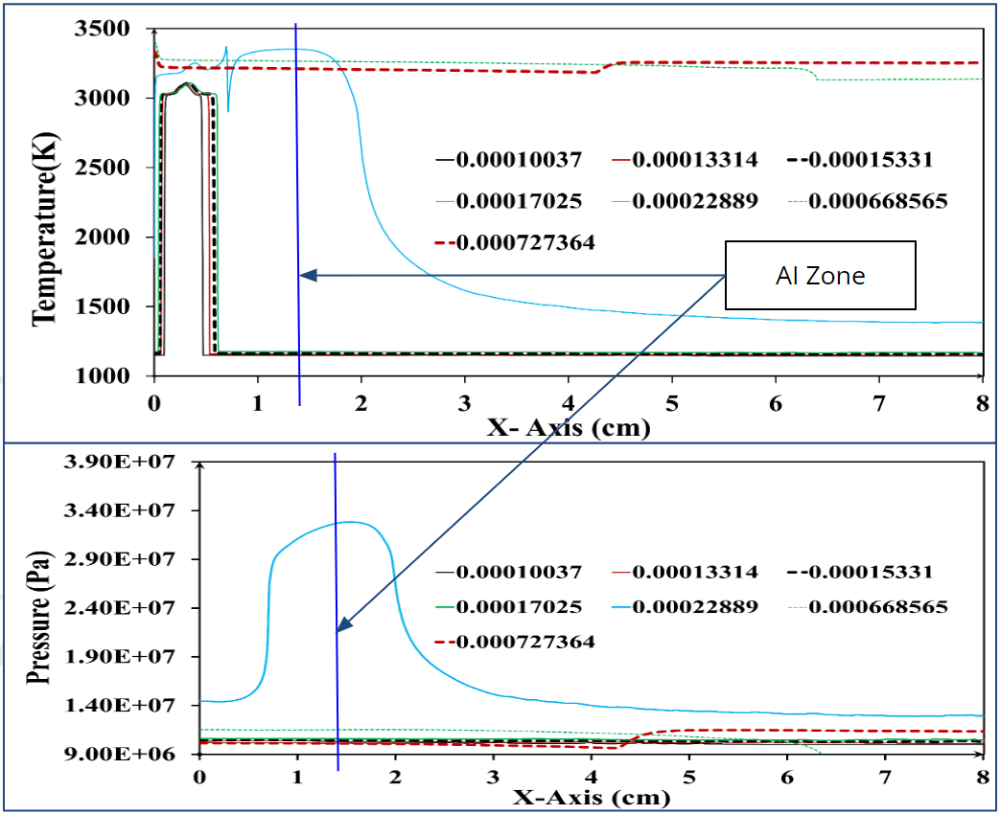 3500
3000
2500
2000
1500
1000
Temperature(K)
0.00010037 0.00013314 0.00015331
0.00017025 0.00022889 0.000668565
0.000727364
AI Zone
0 1 2 3 4 5 6 7 8
X- Axis (cm)
3.90E+07
3.40E+07
2.90E+07
2.40E+07
1.90E+07
1.40E+07
9.00E+06
Pressure (Pa)
0.00010037 0.00013314 0.00015331
0.00017025 0.00022889 0.000668565
0.000727364
0 1 2 3 4 5 6 7 8
X-Axis (cm)